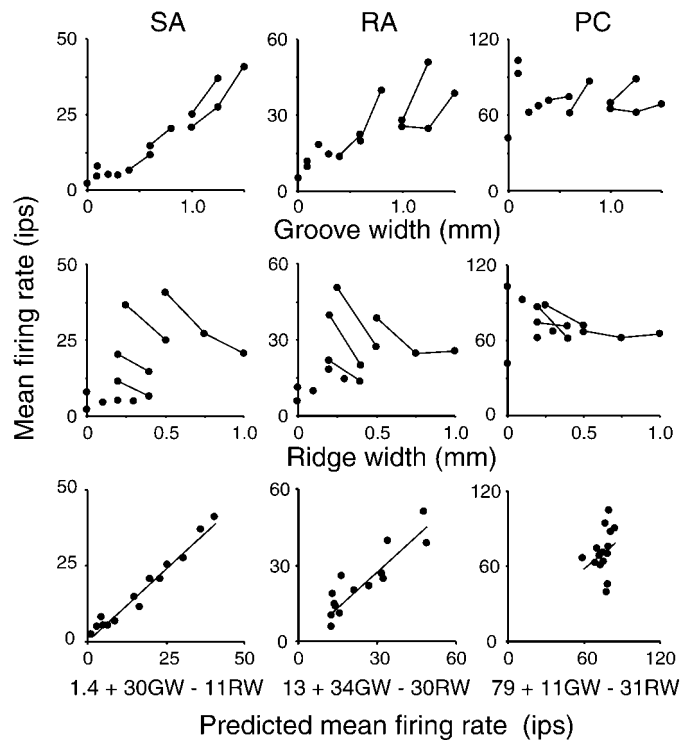 SA RA PC
50 60 120
25 30 60
0 0 0
0 1.0 0 1.0 0 1.0
Groove width (mm)
Mean firing rate (ips)
50 60 120
25 30 60
0 0 0
0 0.5 1.0 0 0.5 1.0 0 0.5 1.0
Ridge width (mm)
50 60 120
25 30 60
0 0 0
0 25 50 0 30 60 0 60 120
1.4 + 30GW - 11RW 13 + 34GW - 30RW 79 + 11GW - 31RW
Predicted mean firing rate (ips)